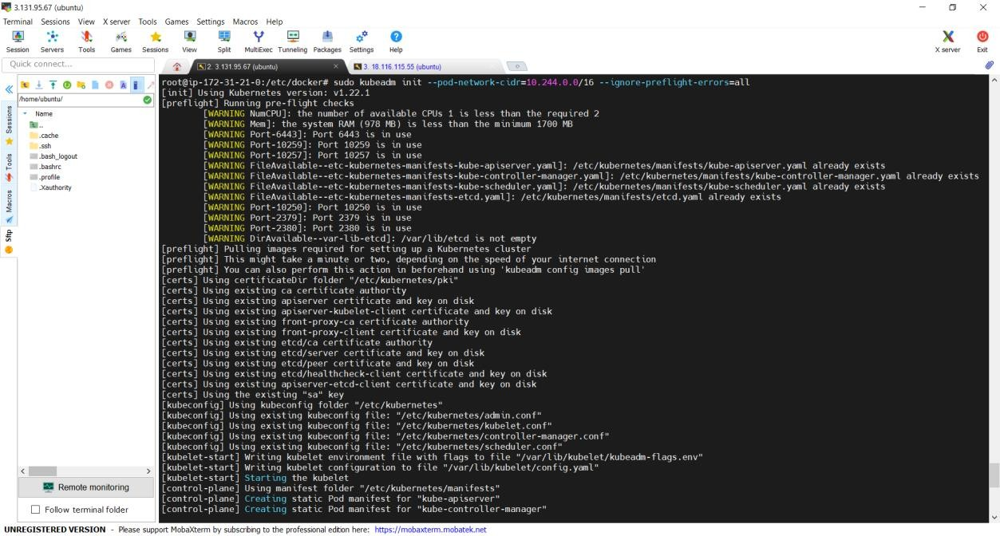 3.131.95.67 (ubuntu)
Terminal Sessions View X server Tools Games Settings Macros Help
Session Servers Tools Games Sessions View Split MultiExec Tunneling Packages Settings Help X server Exit
Quick connect...
2. 3.131.95.67 (ubuntu)
3. 18.116.115.55 (ubuntu)
/home/ubuntu/
Name
..
.cache
.ssh
.bash_logout
.bashrc
.profile
.Xauthority
Sessions
Tools
Macros
Sftp
Remote monitoring
Follow terminal folder
root@ip-172-31-21-0:/etc/docker# sudo kubeadm init --pod-network-cidr=10.244.0.0/16 --ignore-preflight-errors=all
[init] Using Kubernetes version: v1.22.1
[preflight] Running pre-flight checks
[WARNING NumCPU]: the number of available CPUs 1 is less than the required 2
[WARNING Mem]: the system RAM (978 MB) is less than the minimum 1700 MB
[WARNING Port-6443]: Port 6443 is in use
[WARNING Port-10259]: Port 10259 is in use
[WARNING Port-10257]: Port 10257 is in use
[WARNING FileAvailable--etc-kubernetes-manifests-kube-apiserver.yaml]: /etc/kubernetes/manifests/kube-apiserver.yaml already exists
[WARNING FileAvailable--etc-kubernetes-manifests-kube-controller-manager.yaml]: /etc/kubernetes/manifests/kube-controller-manager.yaml already exists
[WARNING FileAvailable--etc-kubernetes-manifests-kube-scheduler.yaml]: /etc/kubernetes/manifests/kube-scheduler.yaml already exists
[WARNING FileAvailable--etc-kubernetes-manifests-etcd.yaml]: /etc/kubernetes/manifests/etcd.yaml already exists
[WARNING Port-10250]: Port 10250 is in use
[WARNING Port-2379]: Port 2379 is in use
[WARNING Port-2380]: Port 2380 is in use
[WARNING DirAvailable--var-lib-etcd]: /var/lib/etcd is not empty
[preflight] Pulling images required for setting up a Kubernetes cluster
[preflight] This might take a minute or two, depending on the speed of your internet connection
[preflight] You can also perform this action in beforehand using 'kubeadm config images pull'
[certs] Using certificateDir folder "/etc/kubernetes/pki"
[certs] Using existing ca certificate authority
[certs] Using existing apiserver certificate and key on disk
[certs] Using existing apiserver-kubelet-client certificate and key on disk
[certs] Using existing front-proxy-ca certificate authority
[certs] Using existing front-proxy-client certificate and key on disk
[certs] Using existing etcd/ca certificate authority
[certs] Using existing etcd/server certificate and key on disk
[certs] Using existing etcd/peer certificate and key on disk
[certs] Using existing etcd/healthcheck-client certificate and key on disk
[certs] Using existing apiserver-etcd-client certificate and key on disk
[certs] Using the existing "sa" key
[kubeconfig] Using kubeconfig folder "/etc/kubernetes"
[kubeconfig] Using existing kubeconfig file: "/etc/kubernetes/admin.conf"
[kubeconfig] Using existing kubeconfig file: "/etc/kubernetes/kubelet.conf"
[kubeconfig] Using existing kubeconfig file: "/etc/kubernetes/controller-manager.conf"
[kubeconfig] Using existing kubeconfig file: "/etc/kubernetes/scheduler.conf"
[kubelet-start] Writing kubelet environment file with flags to file "/var/lib/kubelet/kubeadm-flags.env"
[kubelet-start] Writing kubelet configuration to file "/var/lib/kubelet/config.yaml"
[kubelet-start] Starting the kubelet
[control-plane] Using manifest folder "/etc/kubernetes/manifests"
[control-plane] Creating static Pod manifest for "kube-apiserver"
[control-plane] Creating static Pod manifest for "kube-controller-manager"
UNREGISTERED VERSION - Please support MobaXterm by subscribing to the professional edition here: https://mobaxterm.mobatek.net